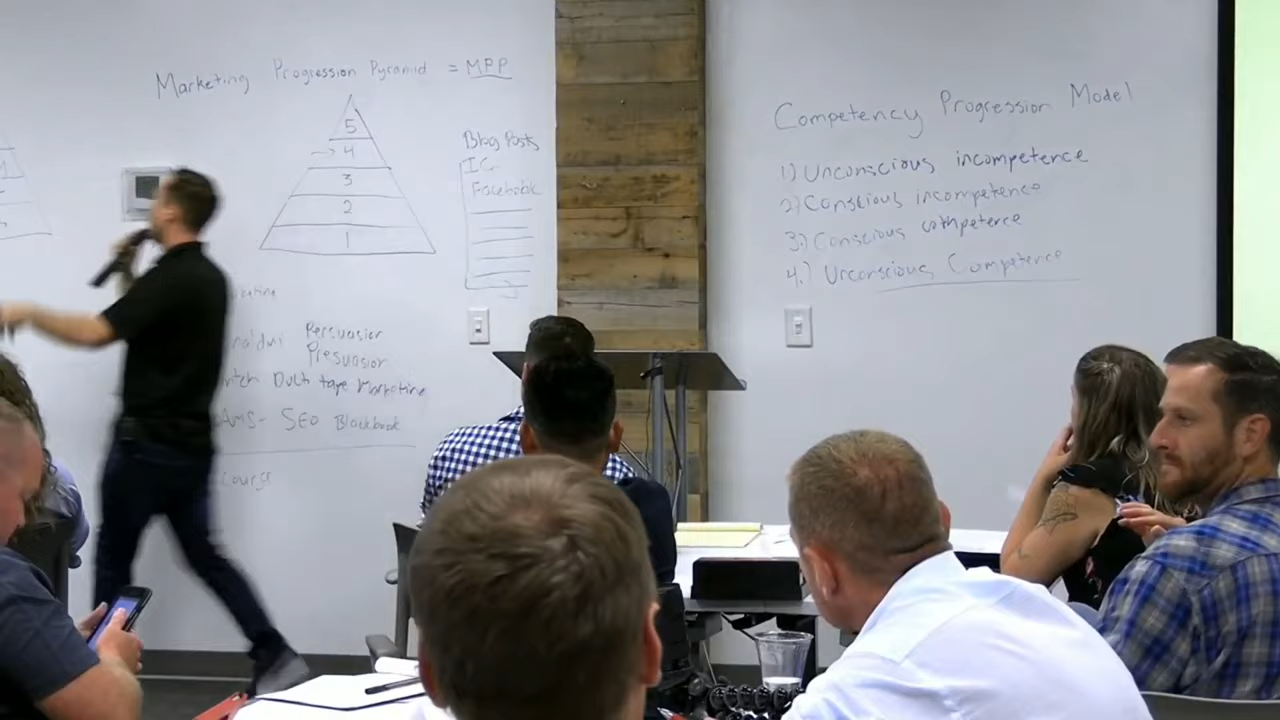 Marketing Progression Pyramid = MPP
5
4
3
2
1
Blog Posts
IG
Facebook
Persuasion
Presuasion
Duct tape Marketing
SEO Blackbook
Course
Competency Progression Model
1) Unconscious incompetence
2) Conscious incompetence
3.) Conscious competence
4.) Unconscious Competence